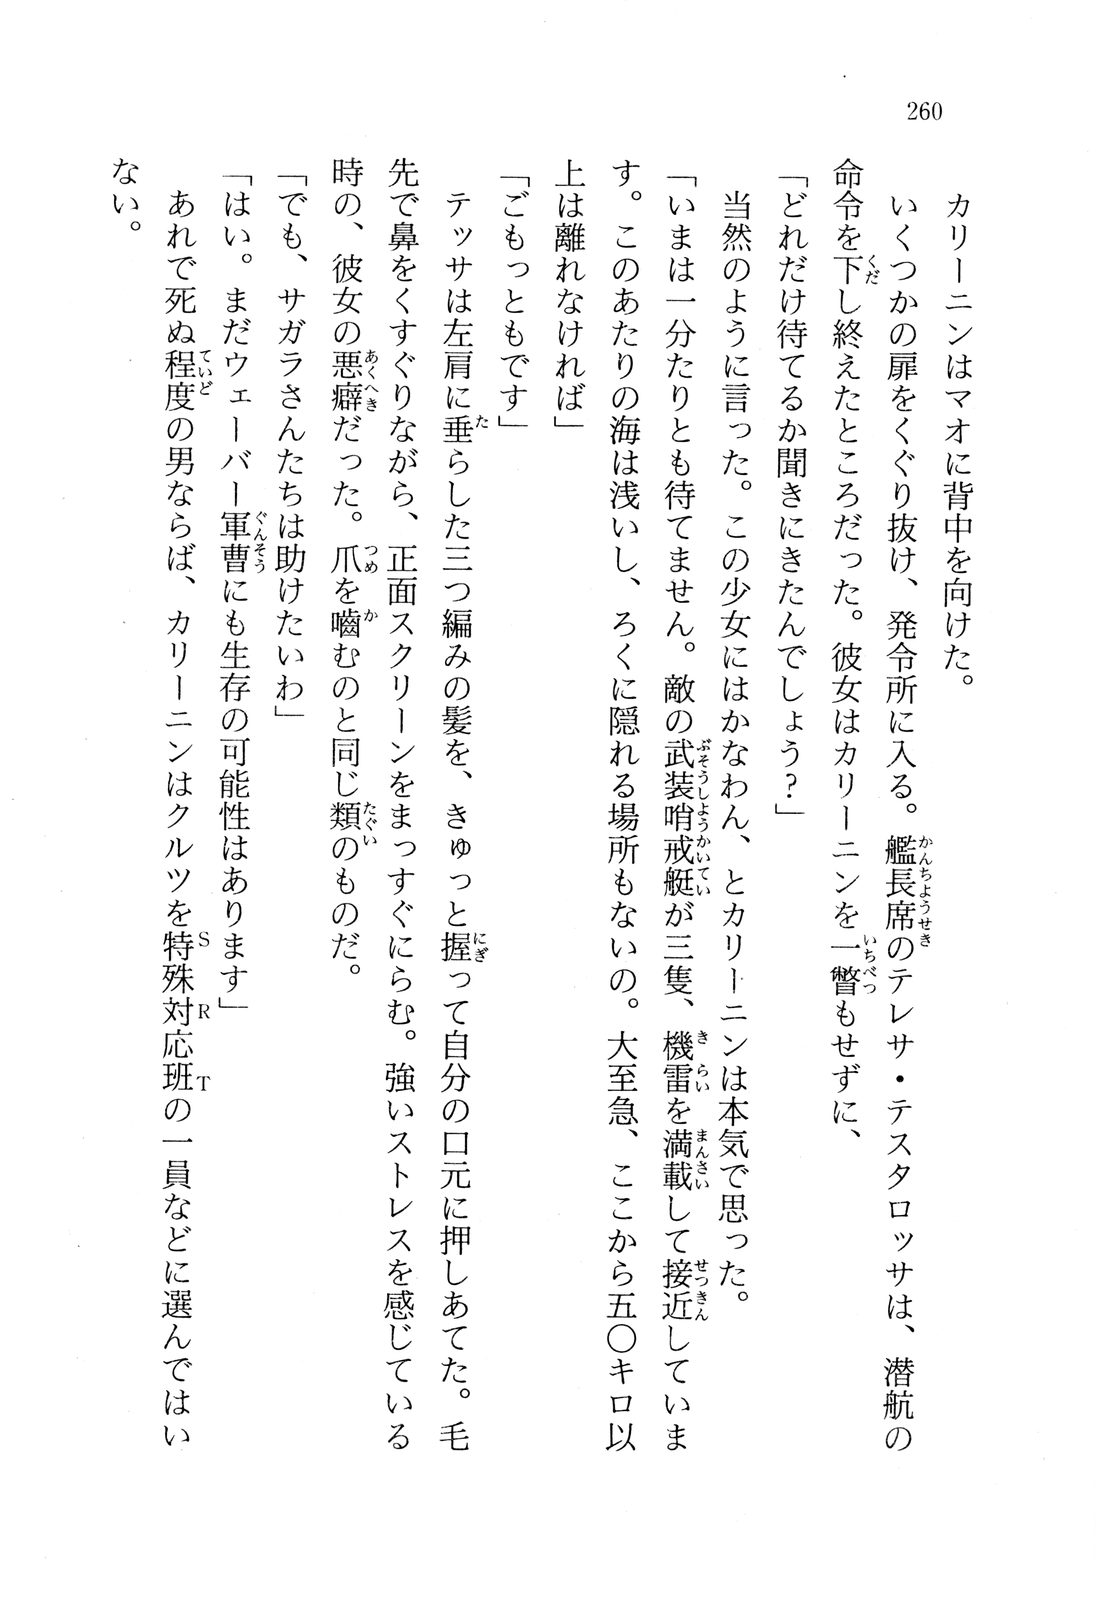 260
　カリーニンはマオに背中を向けた。
　いくつかの扉をくぐり抜け、発令所に入る。艦長席のテレサ・テスタロッサは、潜航の
命令を下し終えたところだった。彼女はカリーニンを一瞥もせずに、
「どれだけ待てるか聞きにきたんでしょう？」
　当然のように言った。この少女にはかなわん、とカリーニンは本気で思った。
「いまは一分たりとも待てません。敵の武装哨戒艇が三隻、機雷を満載して接近していま
す。このあたりの海は浅いし、ろくに隠れる場所もないの。大至急、ここから五〇キロ以
上は離れなければ」
「ごもっともです」
　テッサは左肩に垂らした三つ編みの髪を、きゅっと握って自分の口元に押しあてた。毛
先で鼻をくすぐりながら、正面スクリーンをまっすぐにらむ。強いストレスを感じている
時の、彼女の悪癖だった。爪を嚙むのと同じ類のものだ。
「でも、サガラさんたちは助けたいわ」
「はい。まだウェーバー軍曹にも生存の可能性はあります」
　あれで死ぬ程度の男ならば、カリーニンはクルツを特殊対応班の一員などに選んではい
ない。